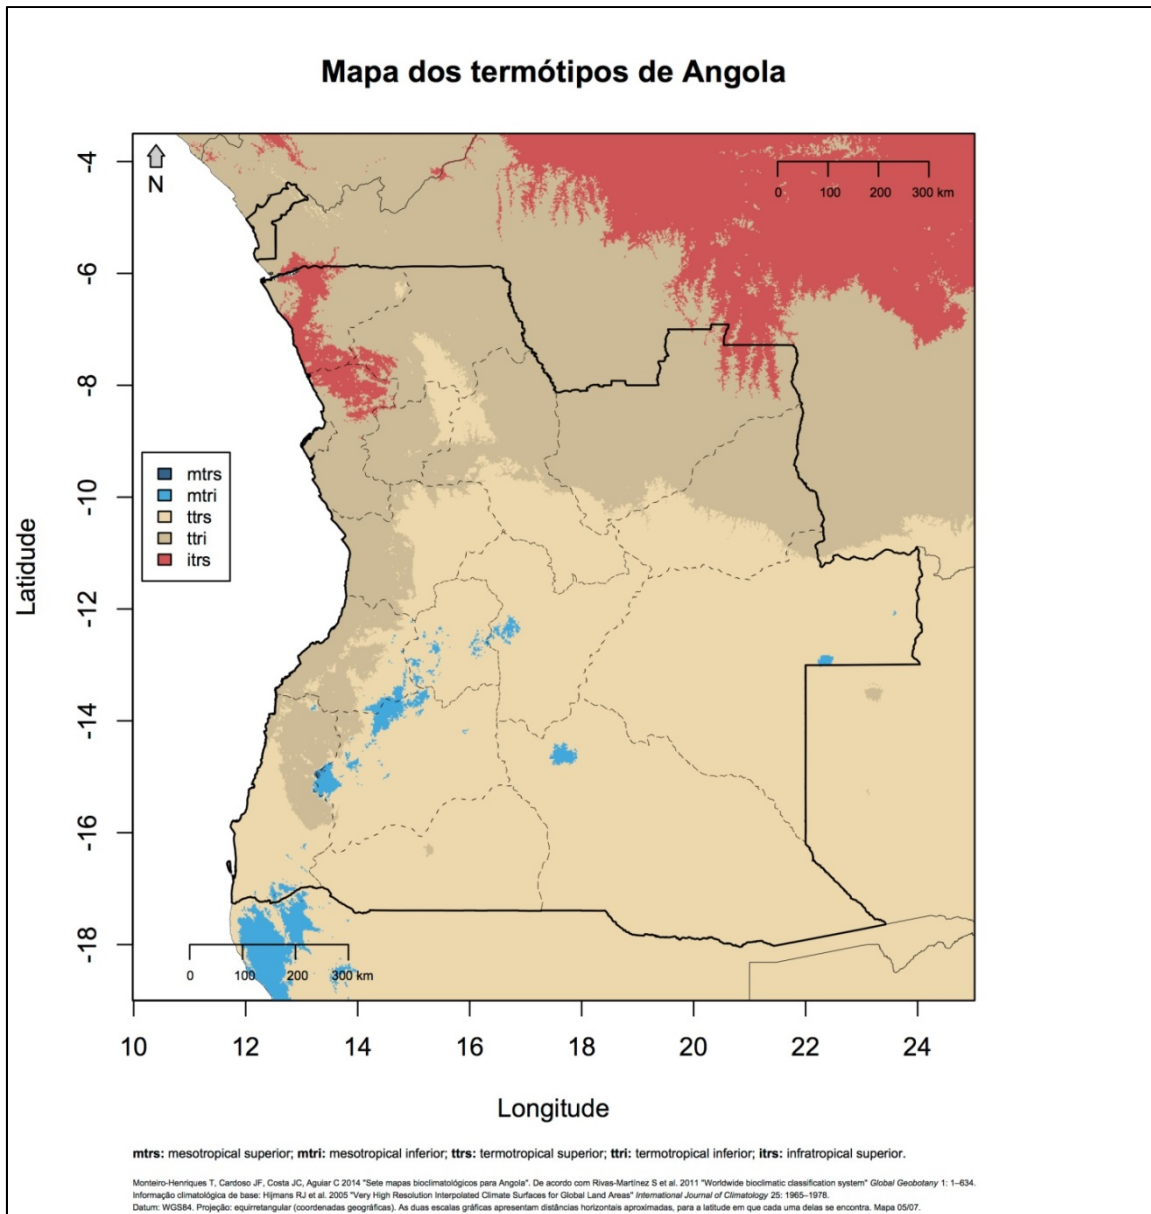 Mapa dos termótipos de Angola
N
0 100 200 300 km
-4
-6
-8
-10
-12
-14
-16
-18
Latidude
mtrs
mtri
ttrs
ttri
itrs
0 100 200 300 km
10 12 14 16 18 20 22 24
Longitude
mtrs: mesotropical superior; mtri: mesotropical inferior; ttrs: termotropical superior; ttri: termotropical inferior; itrs: infratropical superior.
Monteiro-Henriques T, Cardoso JF, Costa JC, Aguiar C 2014 "Sete mapas bioclimatológicos para Angola". De acordo com Rivas-Martínez S et al. 2011 "Worldwide bioclimatic classification system" Global Geobotany 1: 1–634.
Informação climatológica de base: Hijmans RJ et al. 2005 "Very High Resolution Interpolated Climate Surfaces for Global Land Areas" International Journal of Climatology 25: 1965–1978.
Datum: WGS84. Projeção: equirretangular (coordenadas geográficas). As duas escalas gráficas apresentam distâncias horizontais aproximadas, para a latitude em que cada uma delas se encontra. Mapa 05/07.